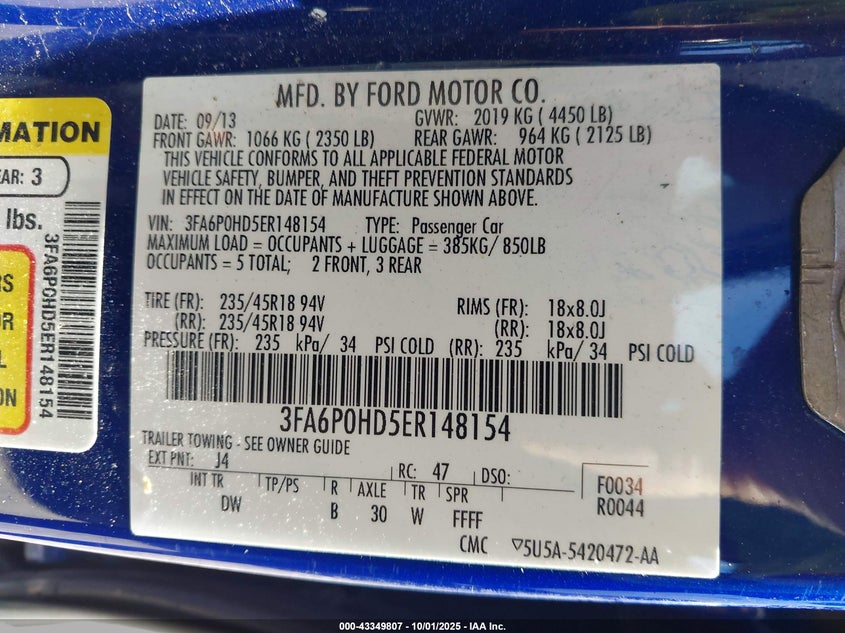 MFD. BY FORD MOTOR CO.
DATE: 09/13 GVWR: 2019 KG ( 4450 LB)
FRONT GAWR: 1066 KG ( 2350 LB) REAR GAWR: 964 KG ( 2125 LB)
THIS VEHICLE CONFORMS TO ALL APPLICABLE FEDERAL MOTOR
VEHICLE SAFETY, BUMPER, AND THEFT PREVENTION STANDARDS
IN EFFECT ON THE DATE OF MANUFACTURE SHOWN ABOVE.
VIN: 3FA6P0HD5ER148154 TYPE: Passenger Car
MAXIMUM LOAD = OCCUPANTS + LUGGAGE = 385KG/ 850LB
OCCUPANTS = 5 TOTAL; 2 FRONT, 3 REAR
TIRE (FR): 235/45R18 94V RIMS (FR): 18x8.0J
(RR): 235/45R18 94V (RR): 18x8.0J
PRESSURE (FR): 235 kPa/ 34 PSI COLD (RR): 235 kPa/ 34 PSI COLD
3FA6P0HD5ER148154
TRAILER TOWING - SEE OWNER GUIDE
EXT PNT: J4 RC: 47 DSO:
INT TR TP/PS R AXLE TR SPR F0034
DW B 30 W FFFF R0044
CMC ▽5U5A-5420472-AA
MATION
EAR: 3
lbs.
RS
OR
L
ON
3FA6P0HD5ER148154
000-43349807 - 10/01/2025 - IAA Inc.